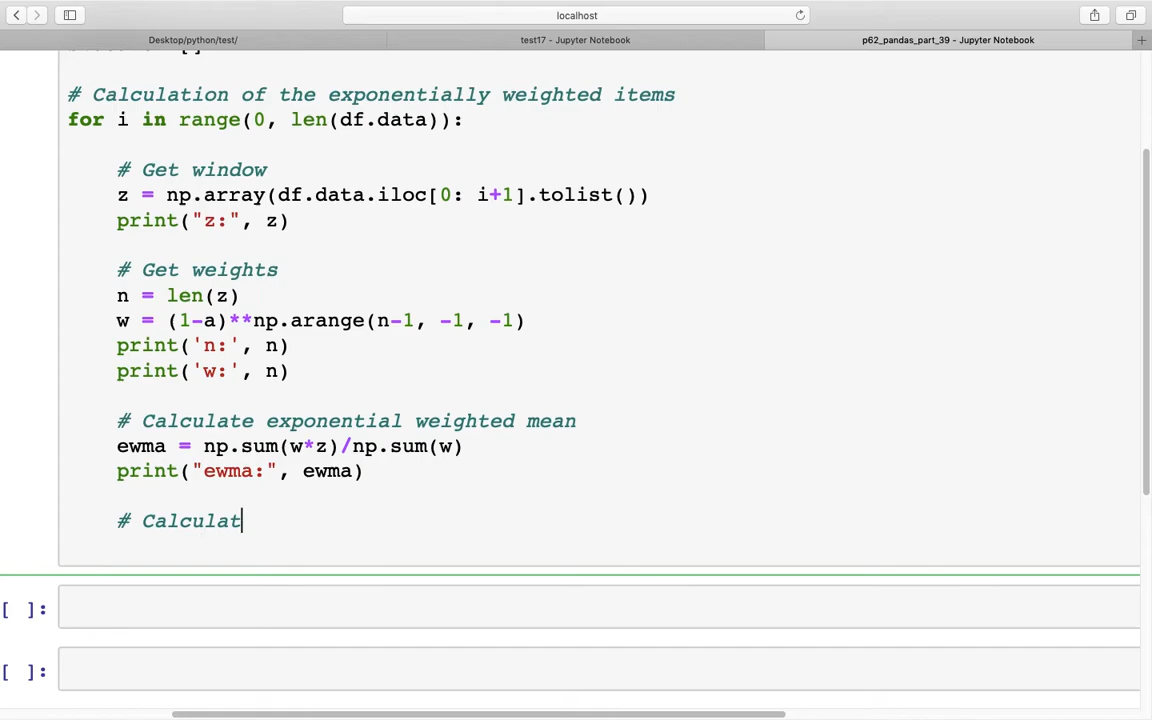 localhost
Desktop/python/test/
test17 - Jupyter Notebook
p62_pandas_part_39 - Jupyter Notebook
# Calculation of the exponentially weighted items
for i in range(0, len(df.data)):
# Get window
z = np.array(df.data.iloc[0: i+1].tolist())
print("z:", z)
# Get weights
n = len(z)
w = (1-a)**np.arange(n-1, -1, -1)
print('n:', n)
print('w:', n)
# Calculate exponential weighted mean
ewma = np.sum(w*z)/np.sum(w)
print("ewma:", ewma)
# Calculat
[ ]:
[ ]: